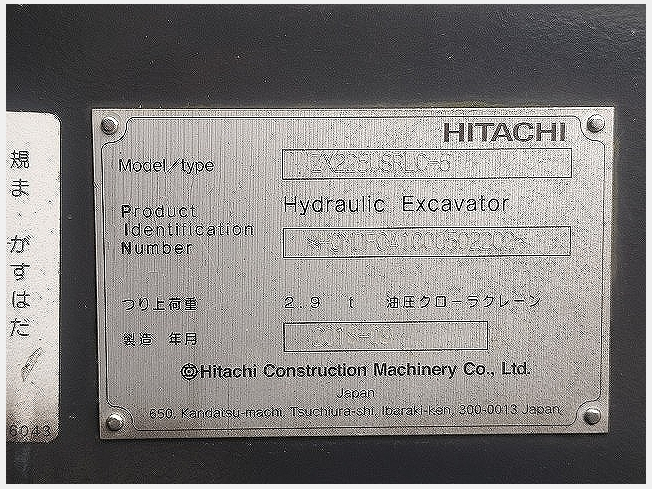 HITACHI
Model/type
Hydraulic Excavator
Product
Identification
Number
つり上荷重 2.9 t 油圧クローラクレーン
製造 年月
©Hitachi Construction Machinery Co., Ltd.
Japan
650, Kandatsu-machi, Tsuchiura-shi, Ibaraki-ken, 300-0013 Japan
規
ま
がすはだ
6043